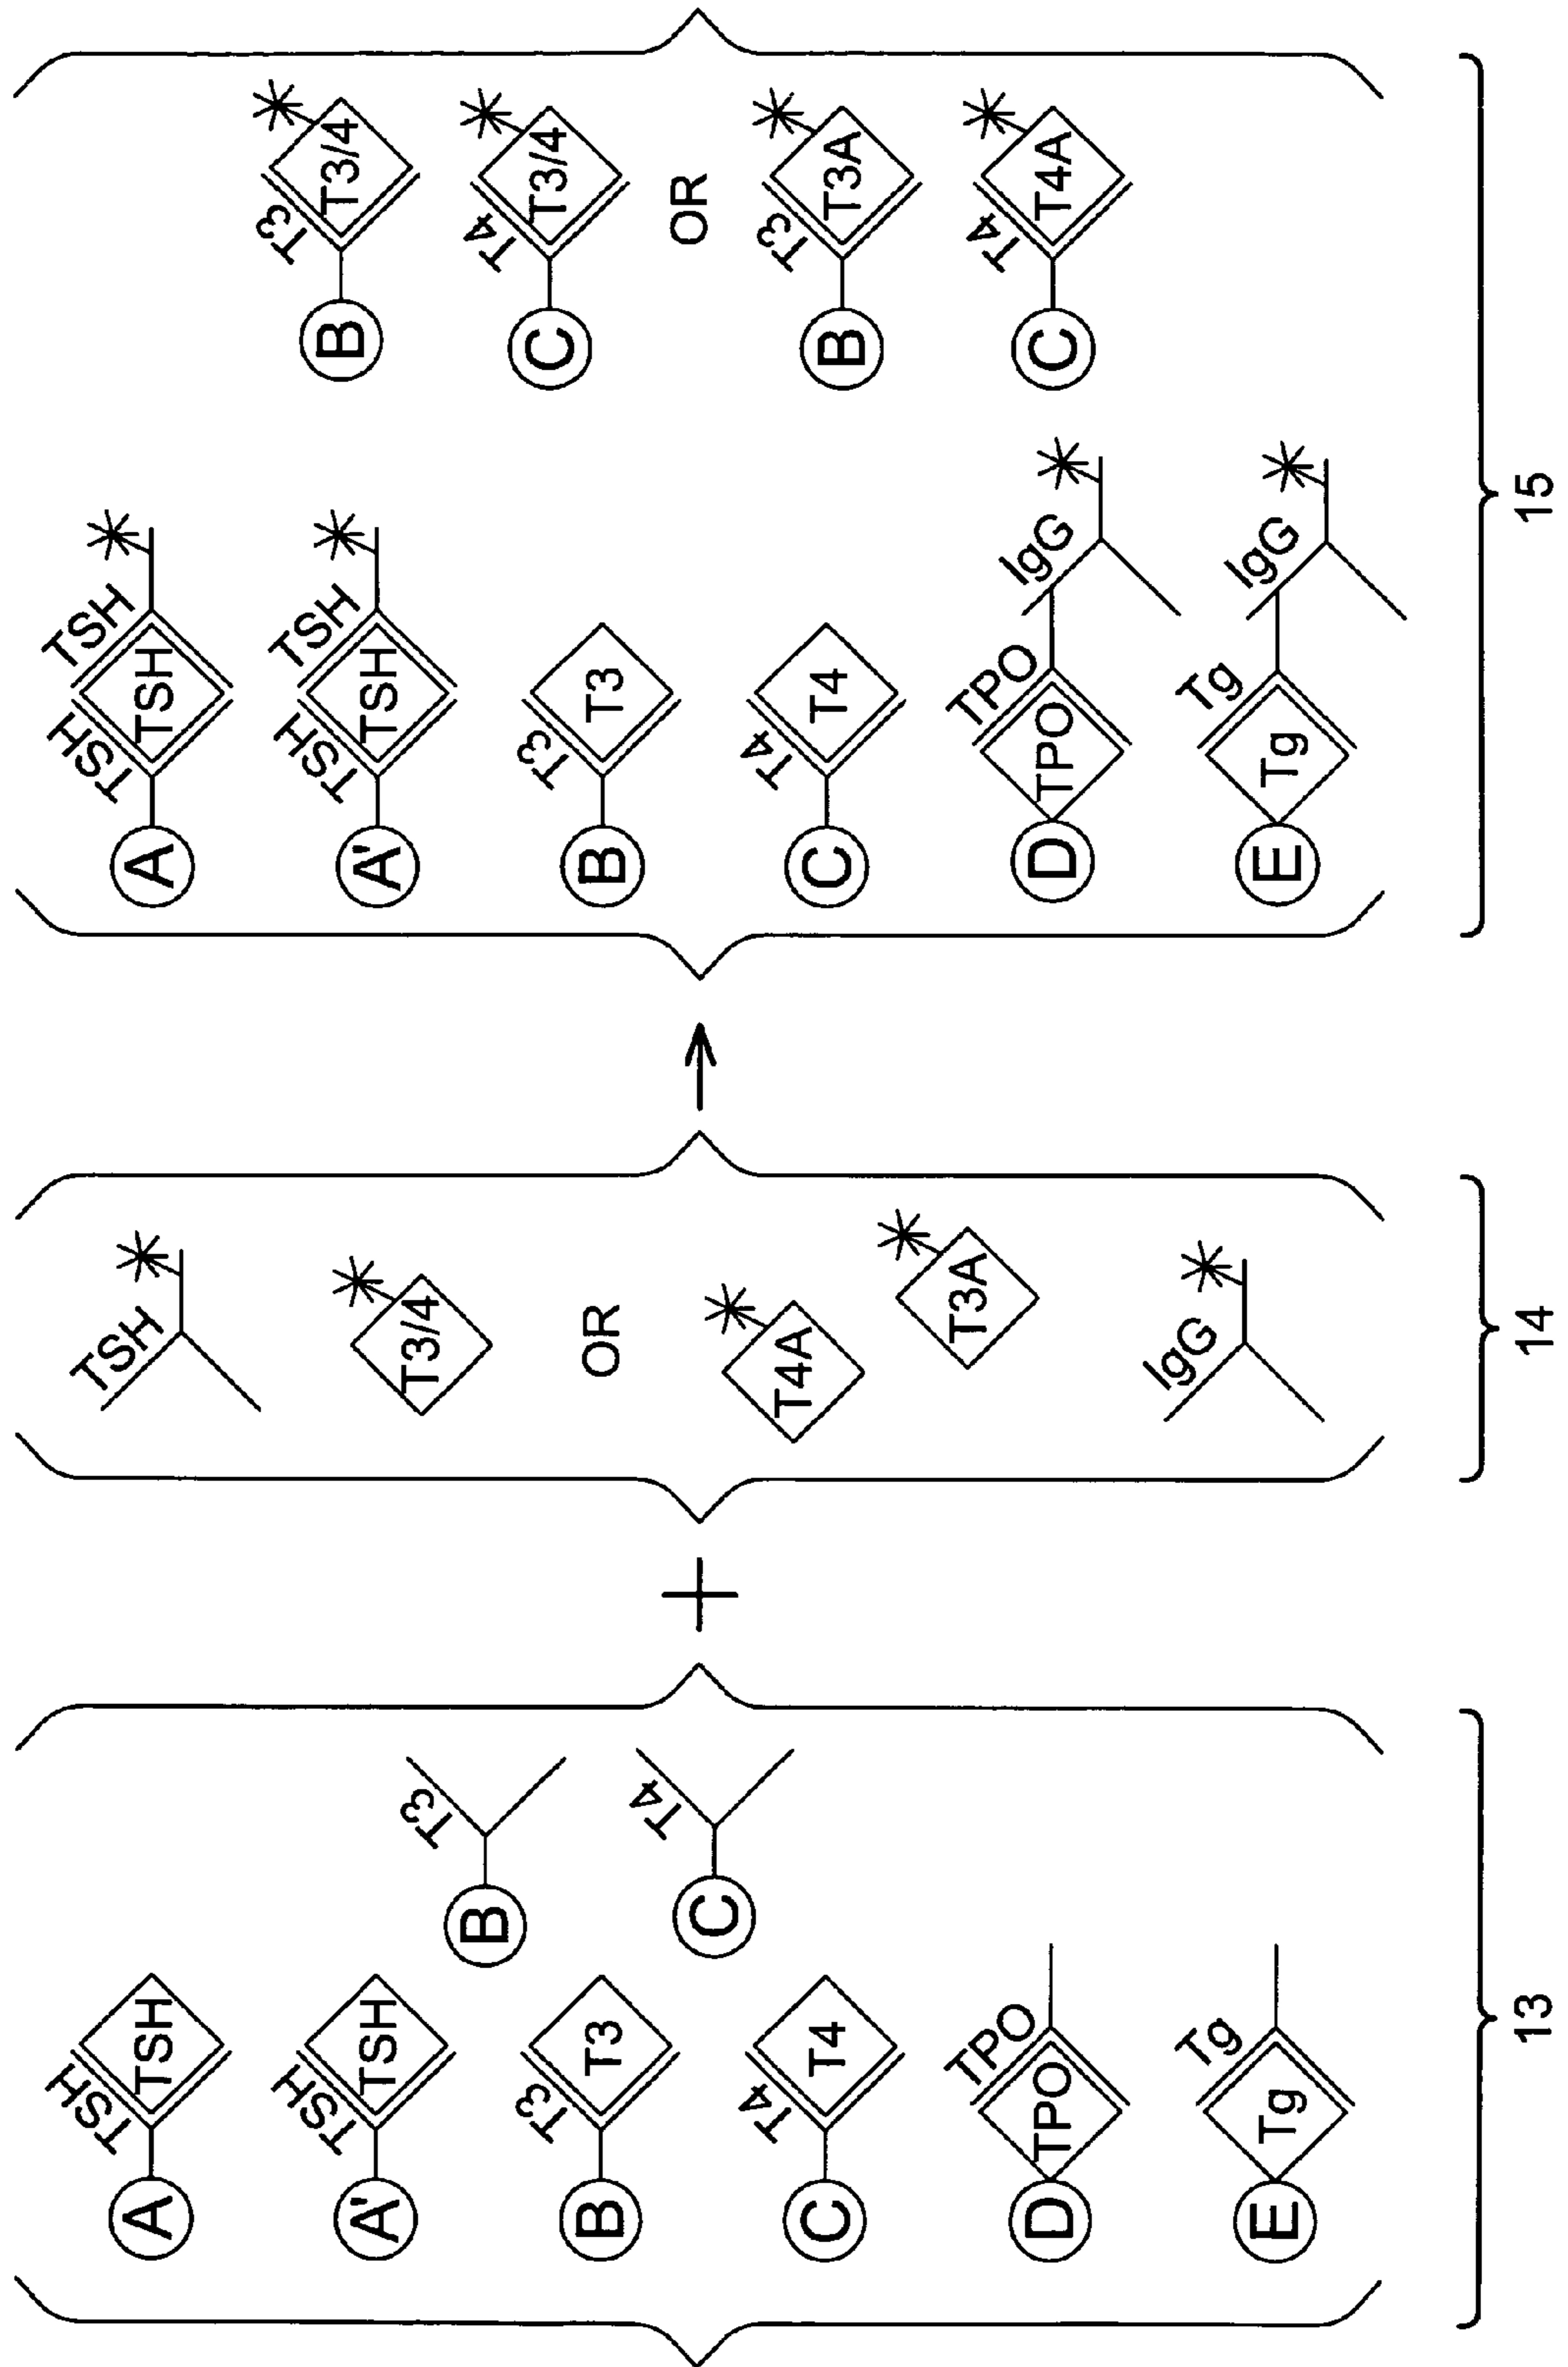 A TSH TSH
A' TSH TSH
B T3 T3
C T4 T4
D TPO TPO
E Tg Tg
B T3
C T4
13
+
TSH
T3//4
OR
T4A
T3A
IgG
14
A TSH TSH TSH
A' TSH TSH TSH
B T3 T3
C T4 T4
D TPO TPO IgG
E Tg Tg IgG
B T3 T3//4
C T4 T3//4
OR
B T3 T3A
C T4 T4A
15